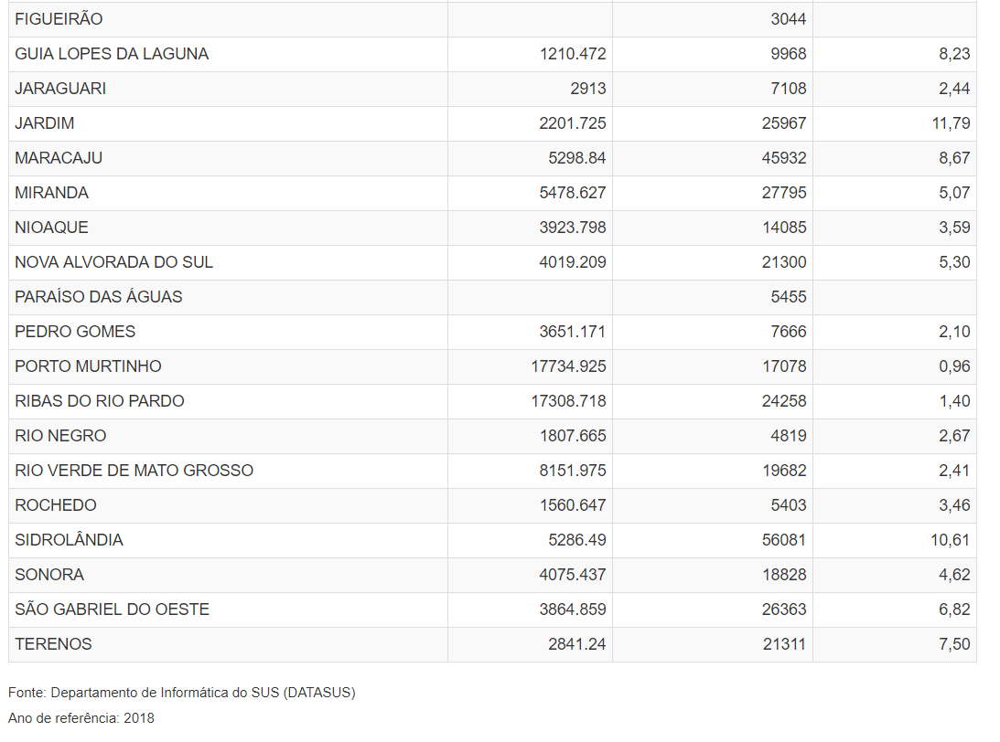 FIGUEIRÃO 3044
GUIA LOPES DA LAGUNA 1210.472 9968 8,23
JARAGUARI 2913 7108 2,44
JARDIM 2201.725 25967 11,79
MARACAJU 5298.84 45932 8,67
MIRANDA 5478.627 27795 5,07
NIOAQUE 3923.798 14085 3,59
NOVA ALVORADA DO SUL 4019.209 21300 5,30
PARAÍSO DAS ÁGUAS 5455
PEDRO GOMES 3651.171 7666 2,10
PORTO MURTINHO 17734.925 17078 0,96
RIBAS DO RIO PARDO 17308.718 24258 1,40
RIO NEGRO 1807.665 4819 2,67
RIO VERDE DE MATO GROSSO 8151.975 19682 2,41
ROCHEDO 1560.647 5403 3,46
SIDROLÂNDIA 5286.49 56081 10,61
SONORA 4075.437 18828 4,62
SÃO GABRIEL DO OESTE 3864.859 26363 6,82
TERENOS 2841.24 21311 7,50
Fonte: Departamento de Informática do SUS (DATASUS)
Ano de referência: 2018